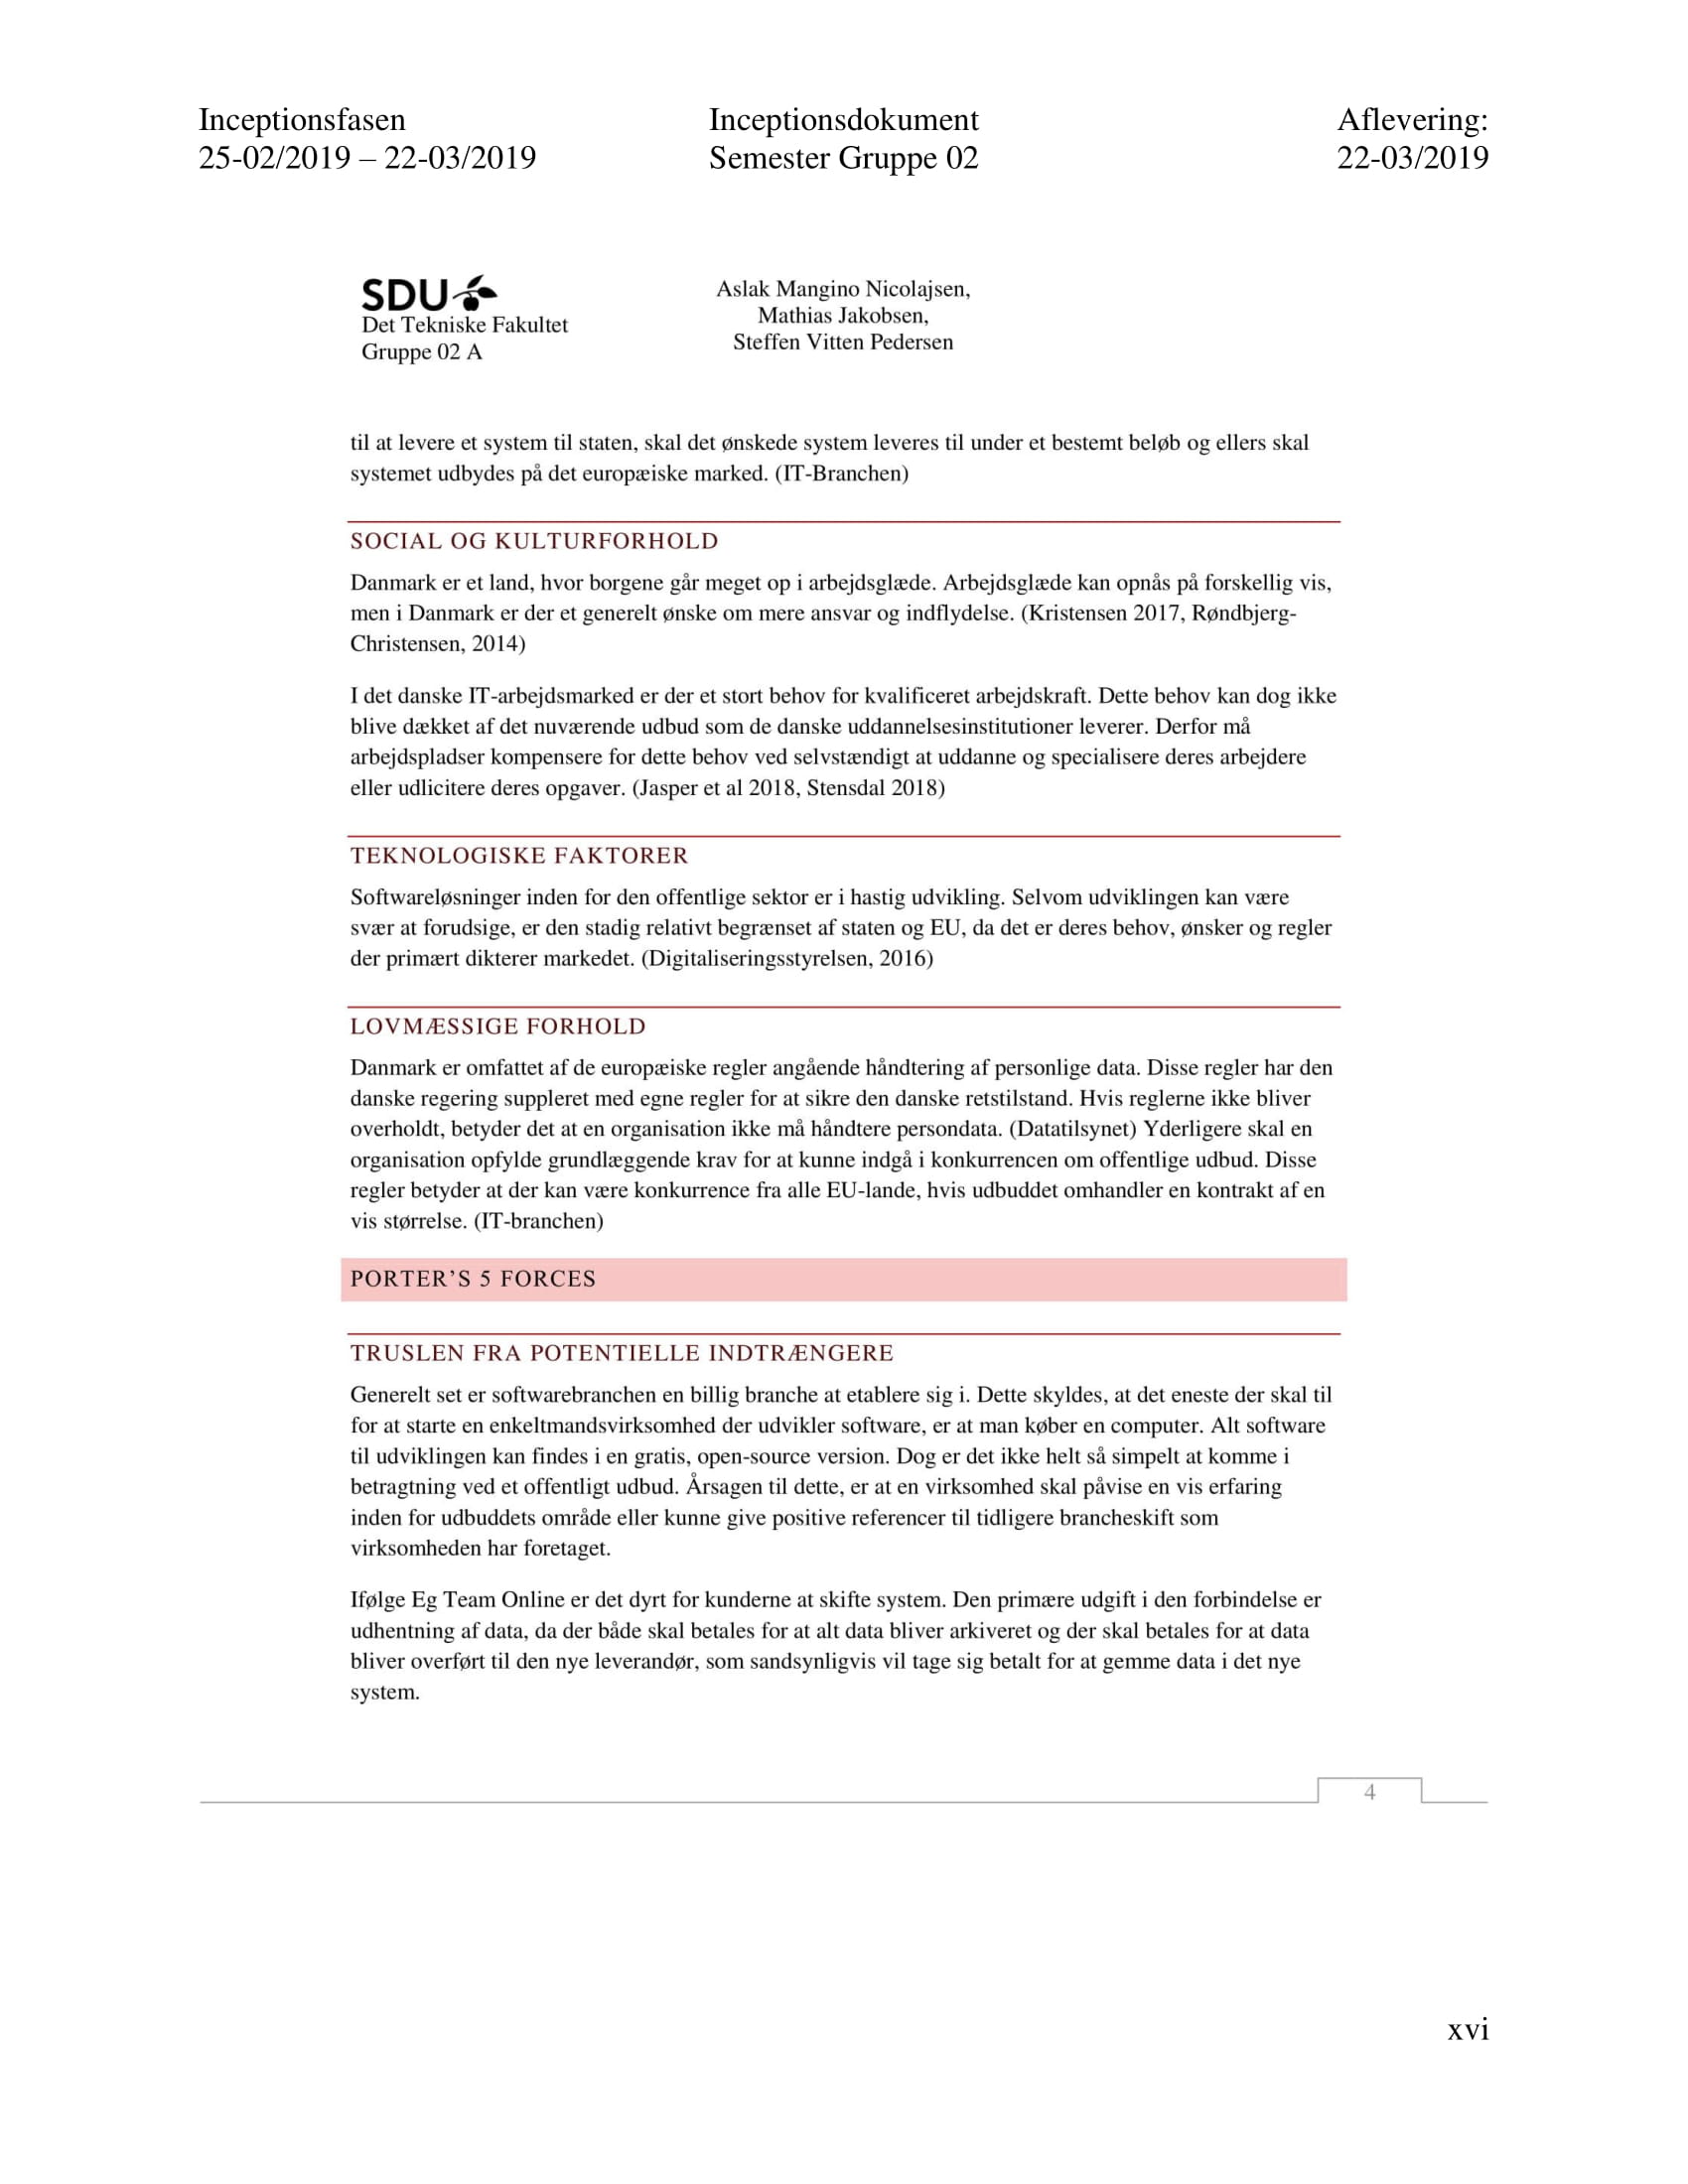 Inceptionsfasen
25-02/2019 – 22-03/2019
Inceptionsdokument
Semester Gruppe 02
Aflevering:
22-03/2019
SDU
Det Tekniske Fakultet
Gruppe 02 A
Aslak Mangino Nicolajsen,
Mathias Jakobsen,
Steffen Vitten Pedersen
til at levere et system til staten, skal det ønskede system leveres til under et bestemt beløb og ellers skal
systemet udbydes på det europæiske marked. (IT-Branchen)
SOCIAL OG KULTURFORHOLD
Danmark er et land, hvor borgene går meget op i arbejdsglæde. Arbejdsglæde kan opnås på forskellig vis,
men i Danmark er der et generelt ønske om mere ansvar og indflydelse. (Kristensen 2017, Røndbjerg-
Christensen, 2014)
I det danske IT-arbejdsmarked er der et stort behov for kvalificeret arbejdskraft. Dette behov kan dog ikke
blive dækket af det nuværende udbud som de danske uddannelsesinstitutioner leverer. Derfor må
arbejdspladser kompensere for dette behov ved selvstændigt at uddanne og specialisere deres arbejdere
eller udlicitere deres opgaver. (Jasper et al 2018, Stensdal 2018)
TEKNOLOGISKE FAKTORER
Softwareløsninger inden for den offentlige sektor er i hastig udvikling. Selvom udviklingen kan være
svær at forudsige, er den stadig relativt begrænset af staten og EU, da det er deres behov, ønsker og regler
der primært dikterer markedet. (Digitaliseringsstyrelsen, 2016)
LOVMÆSSIGE FORHOLD
Danmark er omfattet af de europæiske regler angående håndtering af personlige data. Disse regler har den
danske regering suppleret med egne regler for at sikre den danske retstilstand. Hvis reglerne ikke bliver
overholdt, betyder det at en organisation ikke må håndtere persondata. (Datatilsynet) Yderligere skal en
organisation opfylde grundlæggende krav for at kunne indgå i konkurrencen om offentlige udbud. Disse
regler betyder at der kan være konkurrence fra alle EU-lande, hvis udbuddet omhandler en kontrakt af en
vis størrelse. (IT-branchen)
PORTER’S 5 FORCES
TRUSLEN FRA POTENTIELLE INDTRÆNGERE
Generelt set er softwarebranchen en billig branche at etablere sig i. Dette skyldes, at det eneste der skal til
for at starte en enkeltmandsvirksomhed der udvikler software, er at man køber en computer. Alt software
til udviklingen kan findes i en gratis, open-source version. Dog er det ikke helt så simpelt at komme i
betragtning ved et offentligt udbud. Årsagen til dette, er at en virksomhed skal påvise en vis erfaring
inden for udbuddets område eller kunne give positive referencer til tidligere brancheskift som
virksomheden har foretaget.
Ifølge Eg Team Online er det dyrt for kunderne at skifte system. Den primære udgift i den forbindelse er
udhentning af data, da der både skal betales for at alt data bliver arkiveret og der skal betales for at data
bliver overført til den nye leverandør, som sandsynligvis vil tage sig betalt for at gemme data i det nye
system.
4
xvi